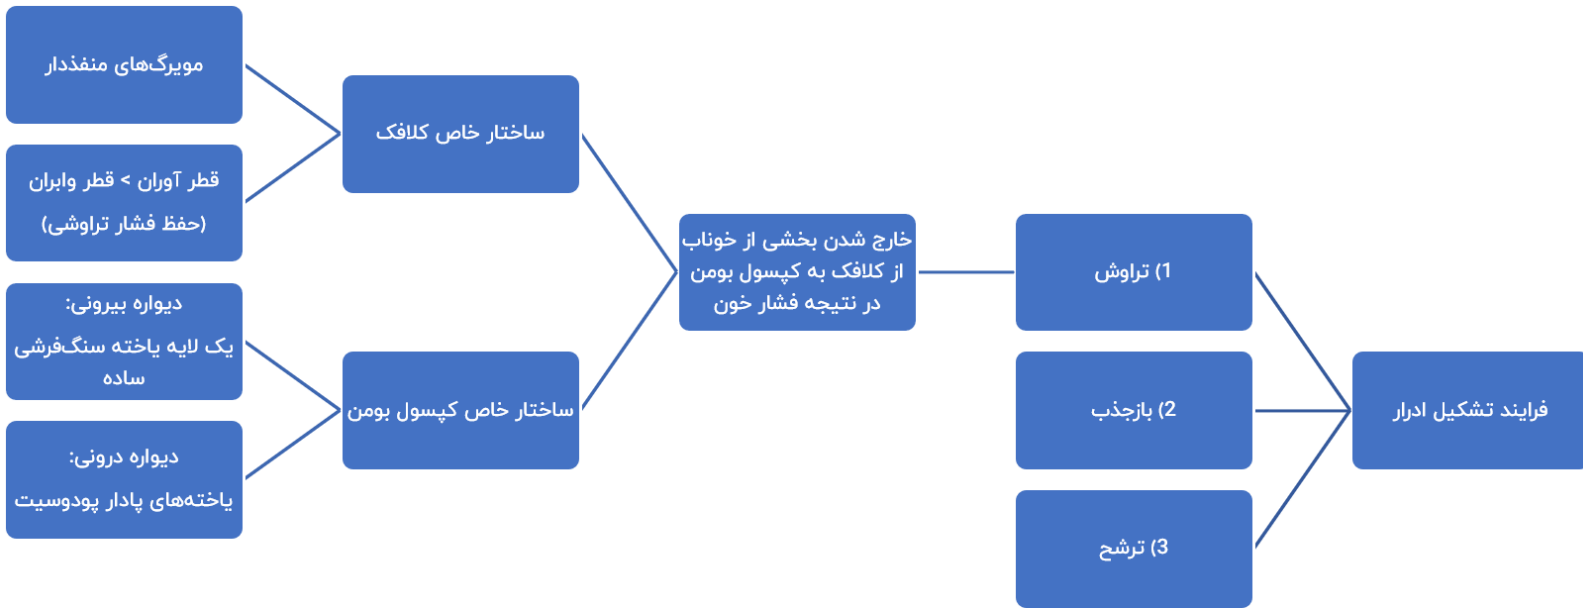 فرایند تشکیل ادرار
1) تراوش
2) بازجذب
3) ترشح
خارج شدن بخشی از خوناب
از کلافک به کپسول بومن
در نتیجه فشار خون
ساختار خاص کلافک
ساختار خاص کپسول بومن
مویرگ‌های منفذدار
قطر آوران > قطر وابران
(حفظ فشار تراوشی)
دیواره بیرونی:
یک لایه یاخته سنگ‌فرشی
ساده
دیواره درونی:
یاخته‌های پادار پودوسیت